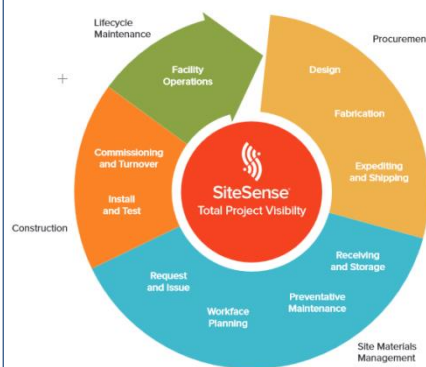 Lifecycle
Maintenance
Procurement
Facility
Operations
Design
Fabrication
Expediting
and Shipping
Commissioning
and Turnover
Install
and Test
SiteSense
Total Project Visibilty
Construction
Receiving
and Storage
Request
and Issue
Preventative
Maintenance
Workface
Planning
Site Materials
Management